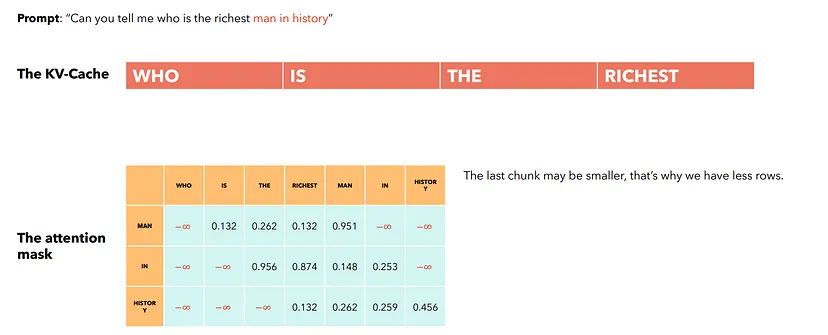 Prompt: “Can you tell me who is the richest man in history”
The KV-Cache
WHO IS THE RICHEST
The last chunk may be smaller, that’s why we have less rows.
The attention
mask
WHO IS THE RICHEST MAN IN HISTOR
Y
MAN −∞ 0.132 0.262 0.132 0.951 −∞ −∞
IN −∞ −∞ 0.956 0.874 0.148 0.253 −∞
HISTOR
Y −∞ −∞ −∞ 0.132 0.262 0.259 0.456